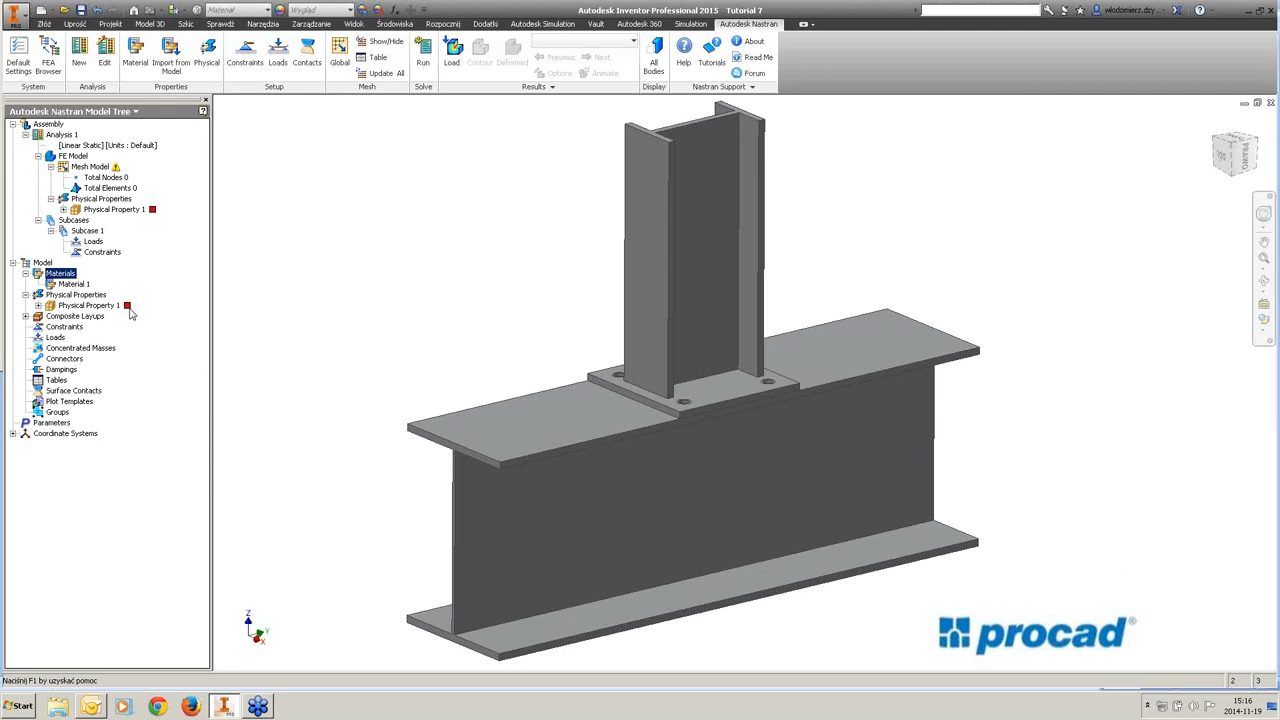 Autodesk Inventor Professional 2015   Tutorial 7
Materiał
Wygląd
PRO
Złóż
Uprość
Projekt
Model 3D
Szkic
Sprawdź
Narzędzia
Zarządzanie
Widok
Środowiska
Rozpocznij
Dodatki
Autodesk Simulation
Vault
Autodesk 360
Simulation
Autodesk Nastran
Default Settings
FEA Browser
New
Edit
Material
Import from Model
Physical
Constraints
Loads
Contacts
Global
Show/Hide
Table
Update All
Run
Load
Contour
Deformed
Previous
Next
Options
Animate
All Bodies
Help
Tutorials
About
Read Me
Forum
System
Analysis
Properties
Setup
Mesh
Solve
Results
Display
Nastran Support
Autodesk Nastran Model Tree
Assembly
Analysis 1
[Linear Static] [Units : Default]
FE Model
Mesh Model
Total Nodes 0
Total Elements 0
Physical Properties
Physical Property 1
Subcases
Subcase 1
Loads
Constraints
Model
Materials
Material 1
Physical Properties
Physical Property 1
Composite Layups
Constraints
Loads
Concentrated Masses
Connectors
Dampings
Tables
Surface Contacts
Plot Templates
Groups
Parameters
Coordinate Systems
PRAWO
Z
Y
X
procad®
Naciśnij F1 by uzyskać pomoc
2
3
Start
15:16
2014-11-19